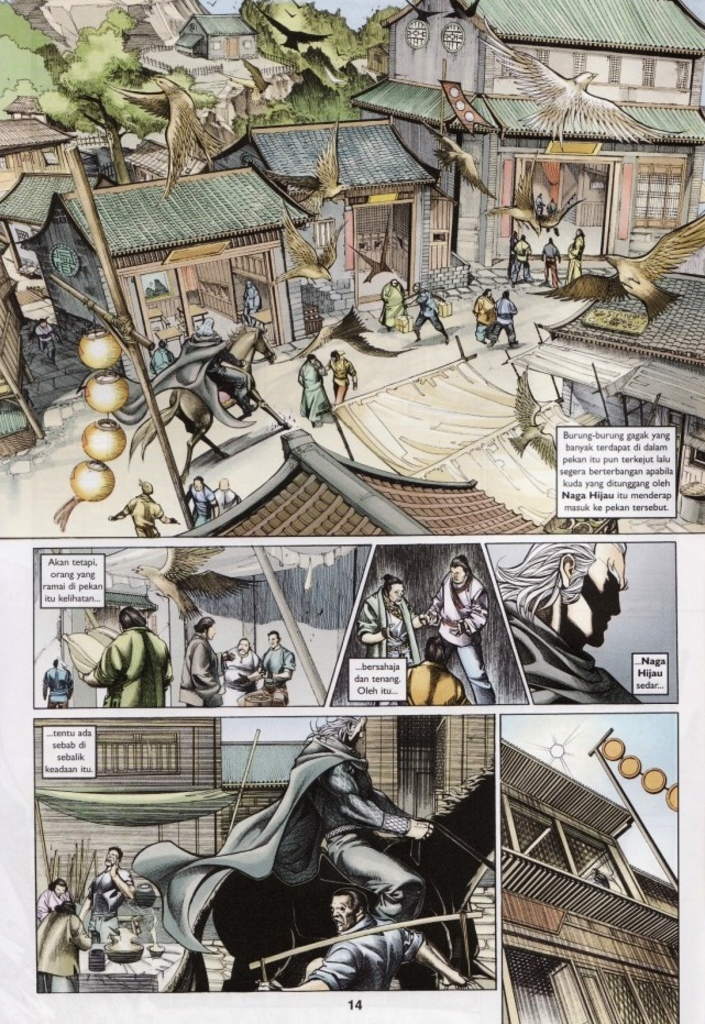 Burung-burung gagak yang
banyak terdapat di dalam
pekan itu pun terkejut lalu
segera berterbangan apabila
kuda yang ditunggang oleh
Naga Hijau itu menderap
masuk ke pekan tersebut.
Akan tetapi,
orang yang
ramai di pekan
itu kelihatan...
...bersahaja
dan tenang.
Oleh itu...
...Naga
Hijau
sedar...
...tentu ada
sebab di
sebalik
keadaan itu.
14